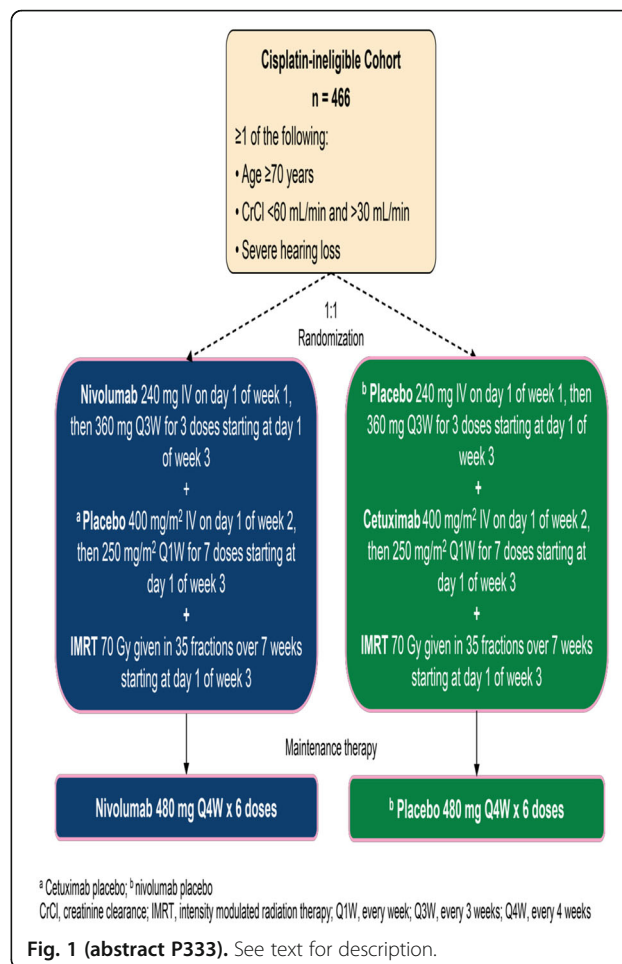 Cisplatin-ineligible Cohort
n = 466
≥1 of the following:
• Age ≥70 years
• CrCl <60 mL/min and >30 mL/min
• Severe hearing loss
1:1
Randomization
Nivolumab 240 mg IV on day 1 of week 1,
then 360 mg Q3W for 3 doses starting at day 1
of week 3
+
ᵃ Placebo 400 mg/m² IV on day 1 of week 2,
then 250 mg/m² Q1W for 7 doses starting at
day 1 of week 3
+
IMRT 70 Gy given in 35 fractions over 7 weeks
starting at day 1 of week 3
ᵇ Placebo 240 mg IV on day 1 of week 1, then
360 mg Q3W for 3 doses starting at day 1 of
week 3
+
Cetuximab 400 mg/m² IV on day 1 of week 2,
then 250 mg/m² Q1W for 7 doses starting at
day 1 of week 3
+
IMRT 70 Gy given in 35 fractions over 7 weeks
starting at day 1 of week 3
Maintenance therapy
Nivolumab 480 mg Q4W x 6 doses
ᵇ Placebo 480 mg Q4W x 6 doses
ᵃ Cetuximab placebo; ᵇ nivolumab placebo
CrCl, creatinine clearance; IMRT, intensity modulated radiation therapy; Q1W, every week; Q3W, every 3 weeks; Q4W, every 4 weeks
Fig. 1 (abstract P333). See text for description.